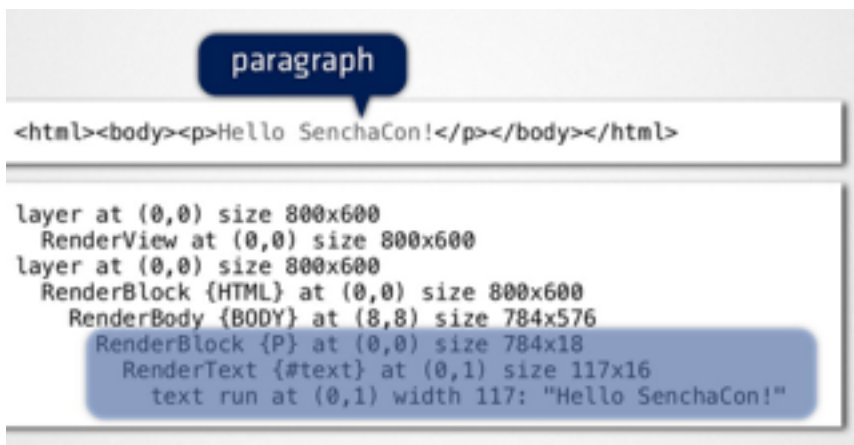 paragraph
<html><body><p>Hello SenchaCon!</p></body></html>
layer at (0,0) size 800x600
RenderView at (0,0) size 800x600
layer at (0,0) size 800x600
RenderBlock {HTML} at (0,0) size 800x600
RenderBody {BODY} at (8,8) size 784x576
RenderBlock {P} at (0,0) size 784x18
RenderText {#text} at (0,1) size 117x16
text run at (0,1) width 117: "Hello SenchaCon!"